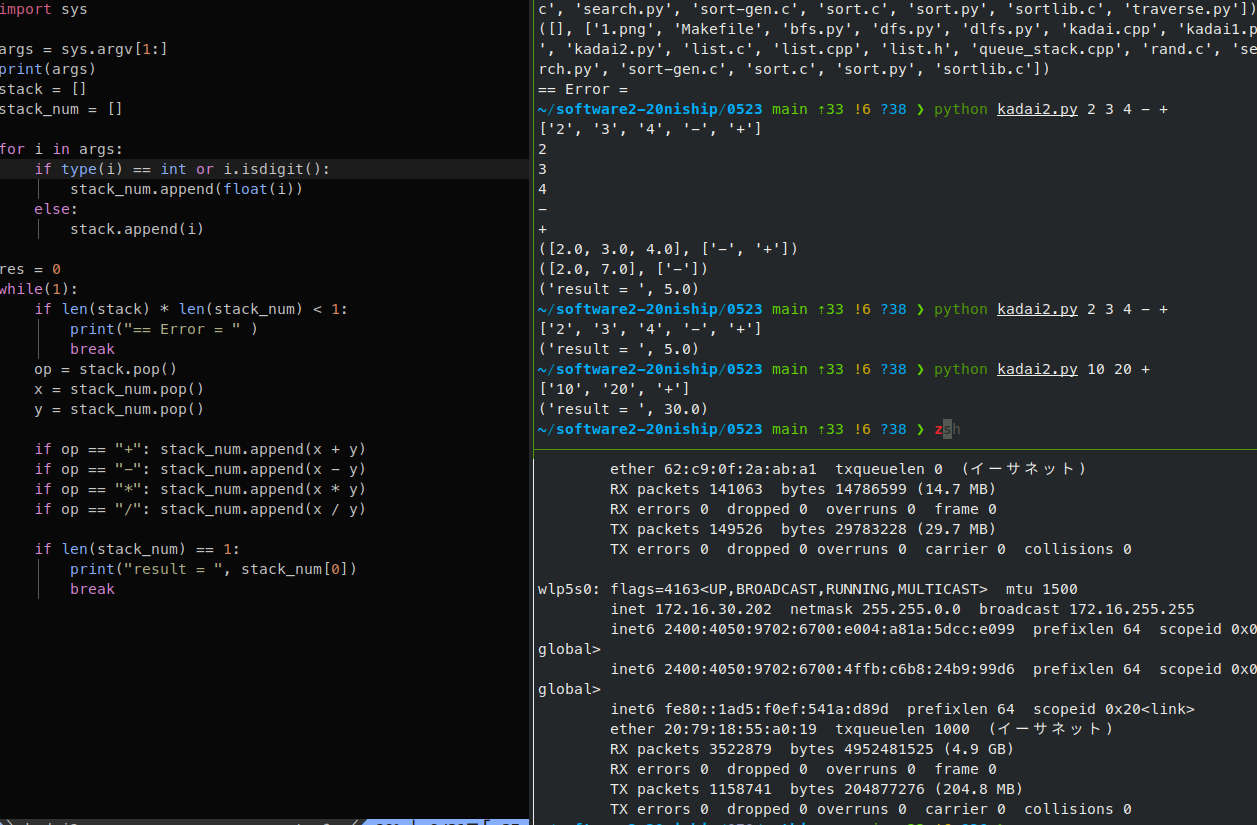 import sys
args = sys.argv[1:]
print(args)
stack = []
stack_num = []
for i in args:
    if type(i) == int or i.isdigit():
        stack_num.append(float(i))
    else:
        stack.append(i)
res = 0
while(1):
    if len(stack) * len(stack_num) < 1:
        print("== Error = " )
        break
    op = stack.pop()
    x = stack_num.pop()
    y = stack_num.pop()
    if op == "+": stack_num.append(x + y)
    if op == "-": stack_num.append(x - y)
    if op == "*": stack_num.append(x * y)
    if op == "/": stack_num.append(x / y)
    if len(stack_num) == 1:
        print("result = ", stack_num[0])
        break
c', 'search.py', 'sort-gen.c', 'sort.c', 'sort.py', 'sortlib.c', 'traverse.py'])
([], ['1.png', 'Makefile', 'bfs.py', 'dfs.py', 'dlfs.py', 'kadai.cpp', 'kadai1.p
', 'kadai2.py', 'list.c', 'list.cpp', 'list.h', 'queue_stack.cpp', 'rand.c', 'se
rch.py', 'sort-gen.c', 'sort.c', 'sort.py', 'sortlib.c'])
== Error =
~/software2-20niship/0523 main ⇡33 !6 ?38 ❯ python kadai2.py 2 3 4 - +
['2', '3', '4', '-', '+']
2
3
4
-
+
([2.0, 3.0, 4.0], ['-', '+'])
([2.0, 7.0], ['-'])
('result = ', 5.0)
~/software2-20niship/0523 main ⇡33 !6 ?38 ❯ python kadai2.py 2 3 4 - +
['2', '3', '4', '-', '+']
('result = ', 5.0)
~/software2-20niship/0523 main ⇡33 !6 ?38 ❯ python kadai2.py 10 20 +
['10', '20', '+']
('result = ', 30.0)
~/software2-20niship/0523 main ⇡33 !6 ?38 ❯ zsh
ether 62:c9:0f:2a:ab:a1  txqueuelen 0  (イーサネット)
RX packets 141063  bytes 14786599 (14.7 MB)
RX errors 0  dropped 0  overruns 0  frame 0
TX packets 149526  bytes 29783228 (29.7 MB)
TX errors 0  dropped 0 overruns 0  carrier 0  collisions 0
wlp5s0: flags=4163<UP,BROADCAST,RUNNING,MULTICAST>  mtu 1500
inet 172.16.30.202  netmask 255.255.0.0  broadcast 172.16.255.255
inet6 2400:4050:9702:6700:e004:a81a:5dcc:e099  prefixlen 64  scopeid 0x0
global>
inet6 2400:4050:9702:6700:4ffb:c6b8:24b9:99d6  prefixlen 64  scopeid 0x0
global>
inet6 fe80::1ad5:f0ef:541a:d89d  prefixlen 64  scopeid 0x20<link>
ether 20:79:18:55:a0:19  txqueuelen 1000  (イーサネット)
RX packets 3522879  bytes 4952481525 (4.9 GB)
RX errors 0  dropped 0  overruns 0  frame 0
TX packets 1158741  bytes 204877276 (204.8 MB)
TX errors 0  dropped 0 overruns 0  carrier 0  collisions 0